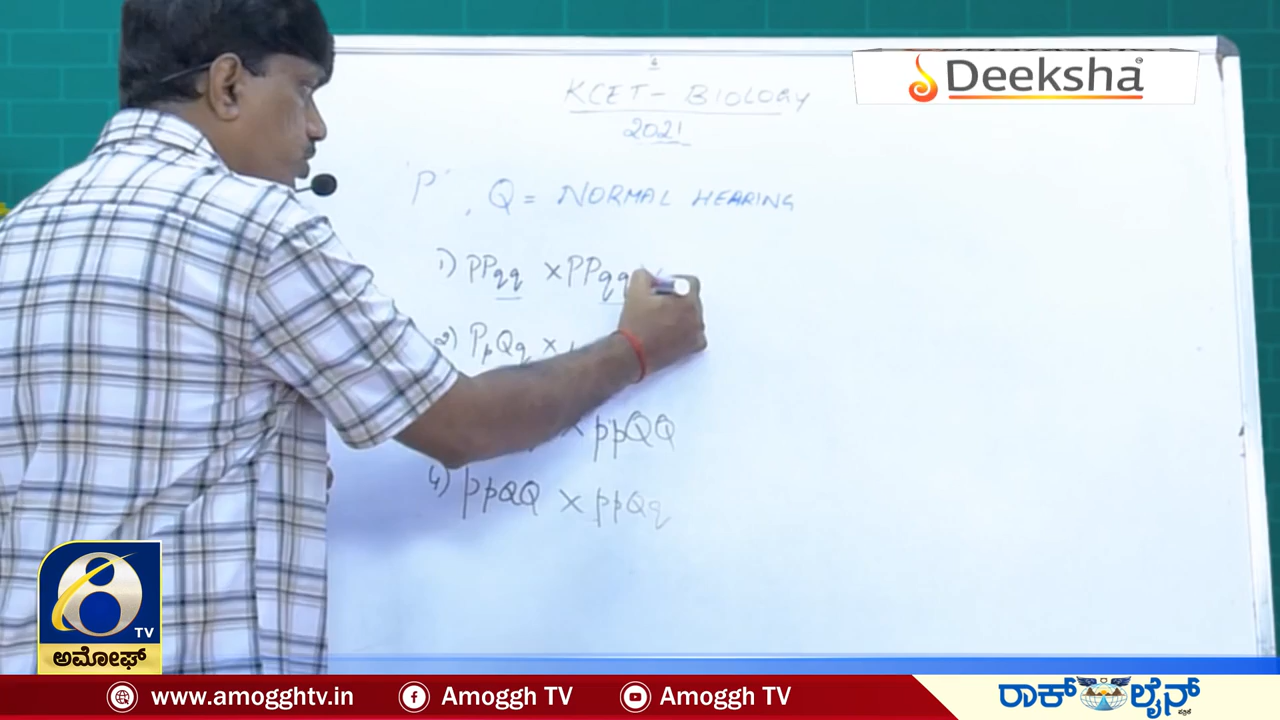 Deeksha
KCET - BIOLOGY
2021
'P', Q = NORMAL HEARING
1) PPqq × PPqq
2) PpQq ×
× ppQQ
4) ppQQ × ppQq
TV
ಅಮೋಘ್
www.amogghtv.in
Amoggh TV
Amoggh TV
ರಾಕ್ ಲೈನ್